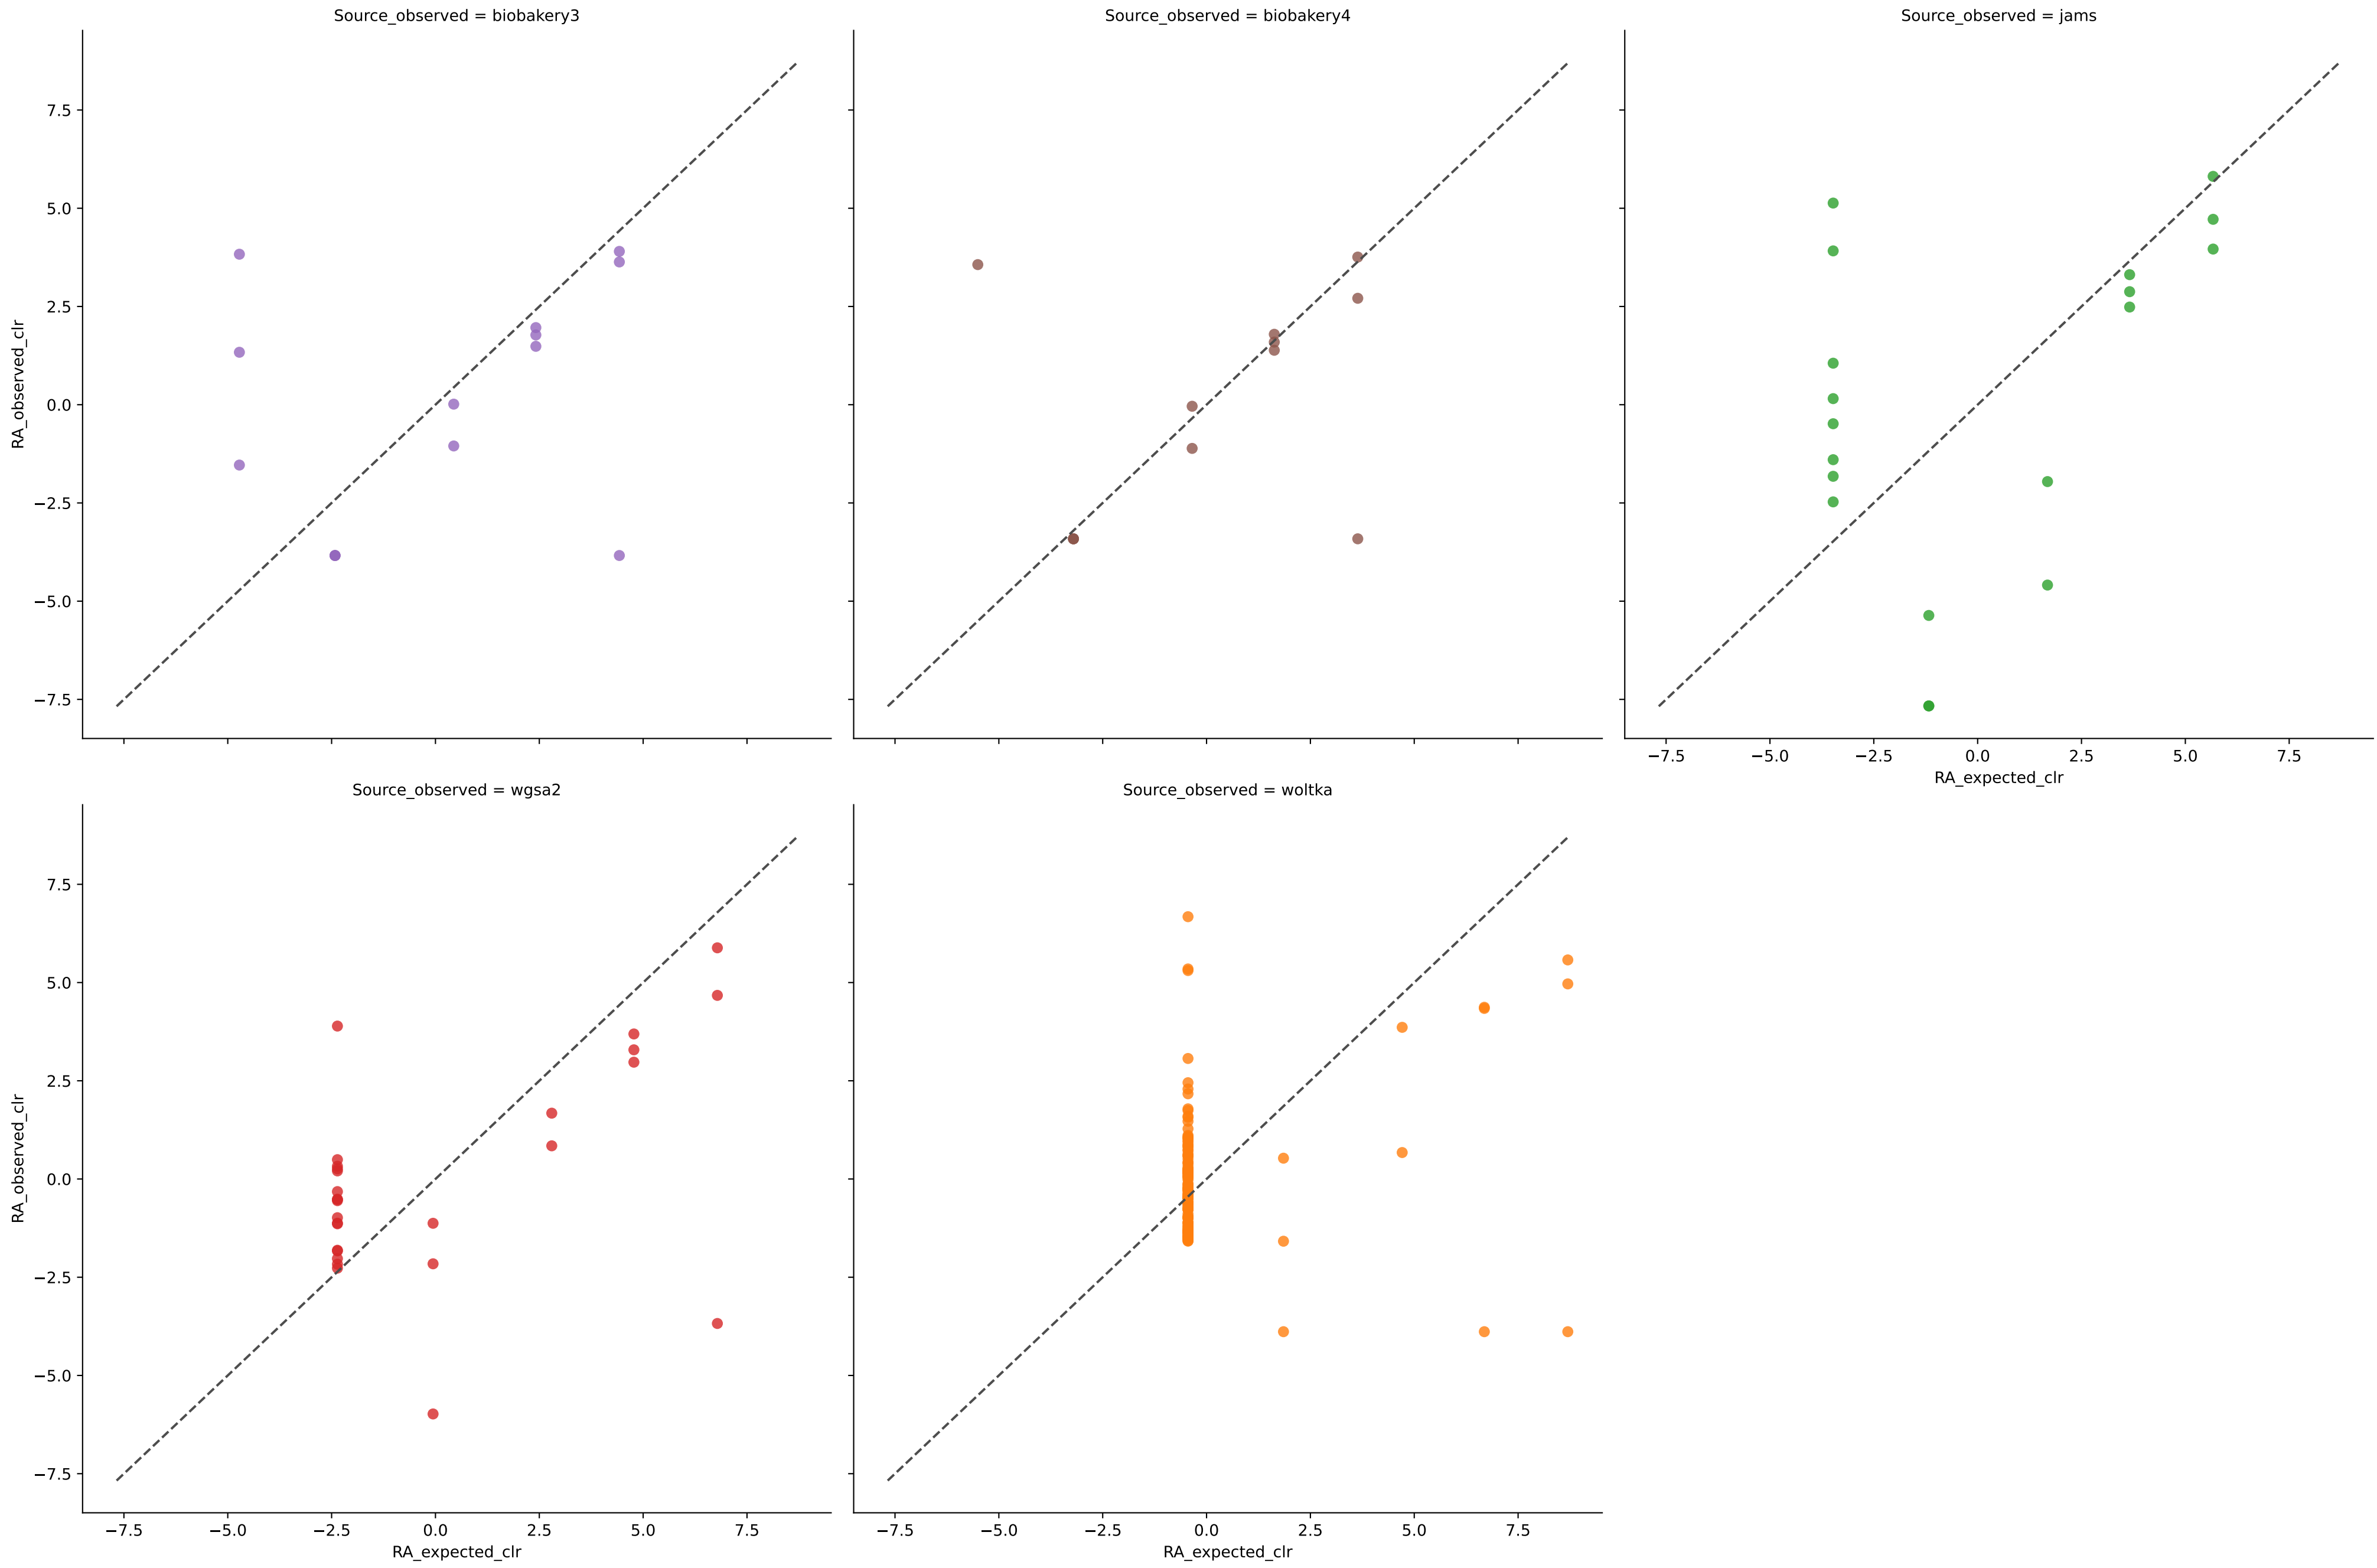 Source_observed = biobakery3
Source_observed = biobakery4
Source_observed = jams
7.5
5.0
2.5
0.0
−2.5
−5.0
−7.5
RA_observed_clr
−7.5 −5.0 −2.5 0.0 2.5 5.0 7.5
RA_expected_clr
Source_observed = wgsa2
Source_observed = woltka
7.5
5.0
2.5
0.0
−2.5
−5.0
−7.5
RA_observed_clr
−7.5 −5.0 −2.5 0.0 2.5 5.0 7.5
RA_expected_clr
−7.5 −5.0 −2.5 0.0 2.5 5.0 7.5
RA_expected_clr